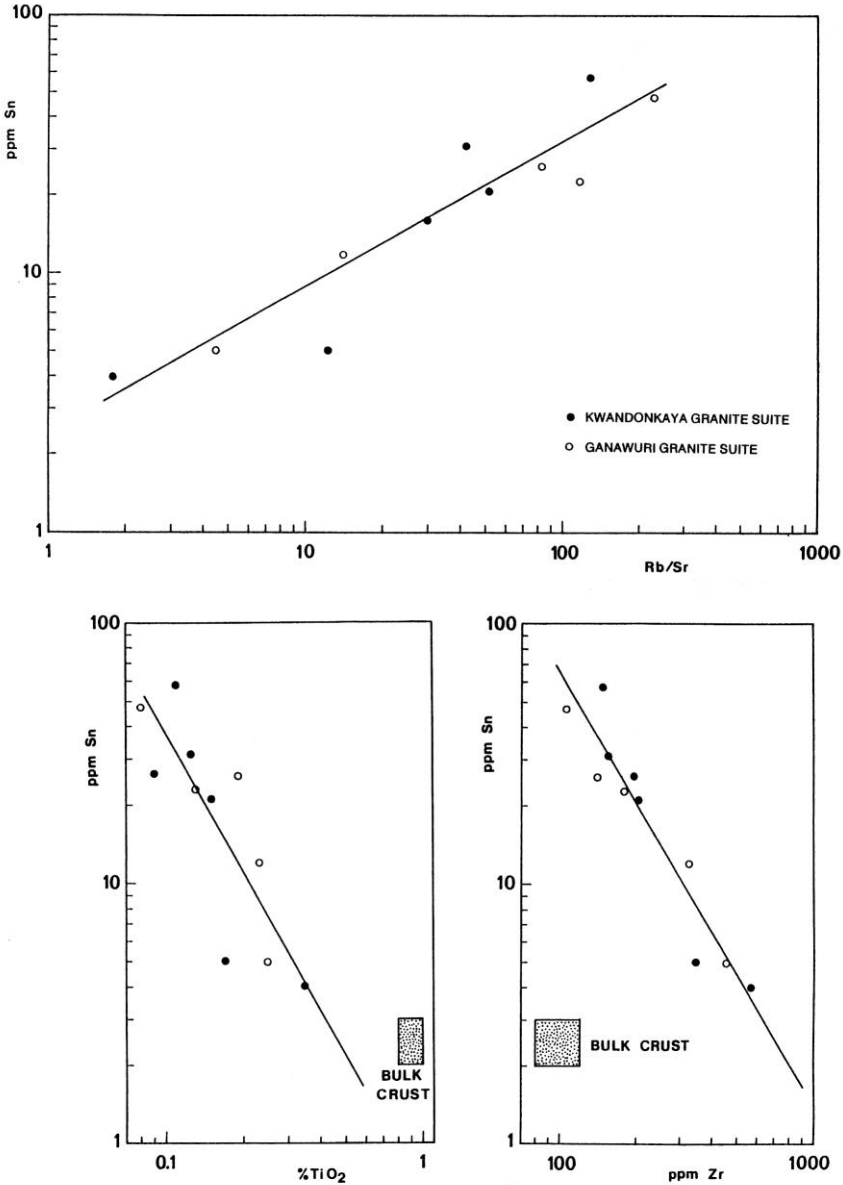 100
ppm Sn
10
1
● KWANDONKAYA GRANITE SUITE
○ GANAWURI GRANITE SUITE
1
10
100
1000
Rb/Sr
100
ppm Sn
10
1
BULK
CRUST
0.1
1
%TiO₂
100
ppm Sn
10
1
BULK CRUST
100
1000
ppm Zr